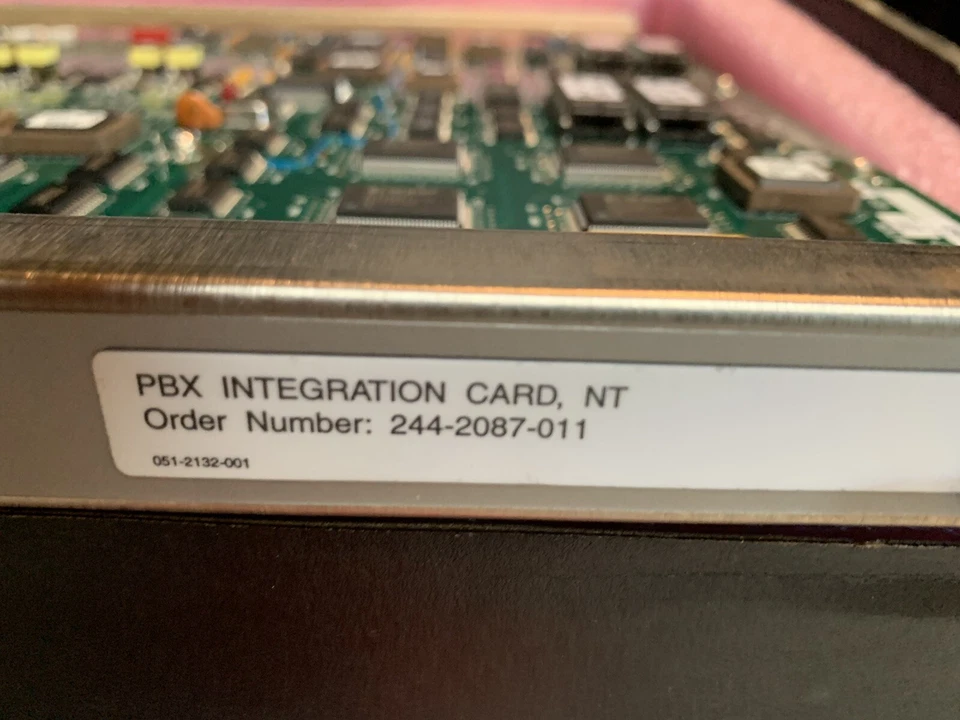 PBX INTEGRATION CARD, NT
Order Number: 244-2087-011
051-2132-001